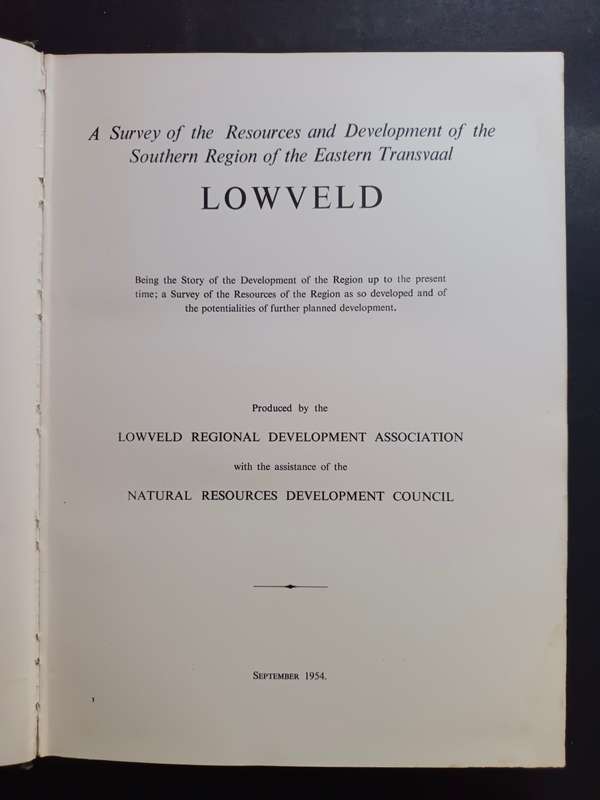 A Survey of the Resources and Development of the
Southern Region of the Eastern Transvaal
LOWVELD
Being the Story of the Development of the Region up to the present
time; a Survey of the Resources of the Region as so developed and of
the potentialities of further planned development.
Produced by the
LOWVELD REGIONAL DEVELOPMENT ASSOCIATION
with the assistance of the
NATURAL RESOURCES DEVELOPMENT COUNCIL
SEPTEMBER 1954.